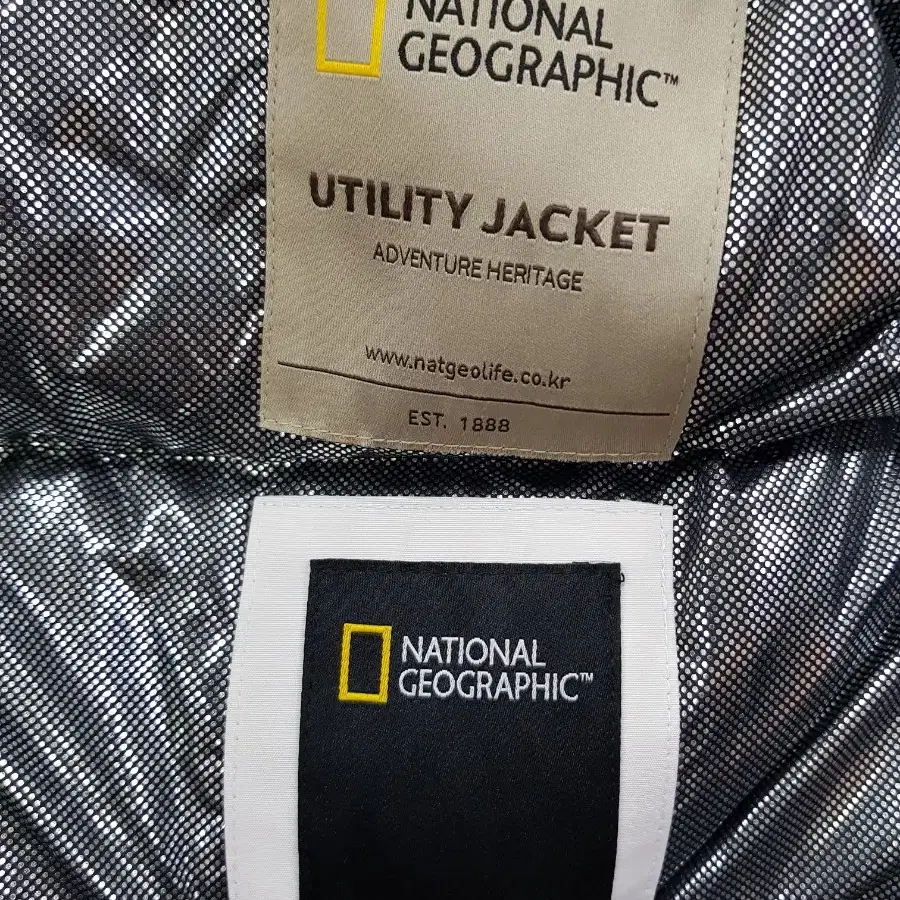 NATIONAL
GEOGRAPHIC™
UTILITY JACKET
ADVENTURE HERITAGE
www.natgeolife.co.kr
EST. 1888
NATIONAL
GEOGRAPHIC™